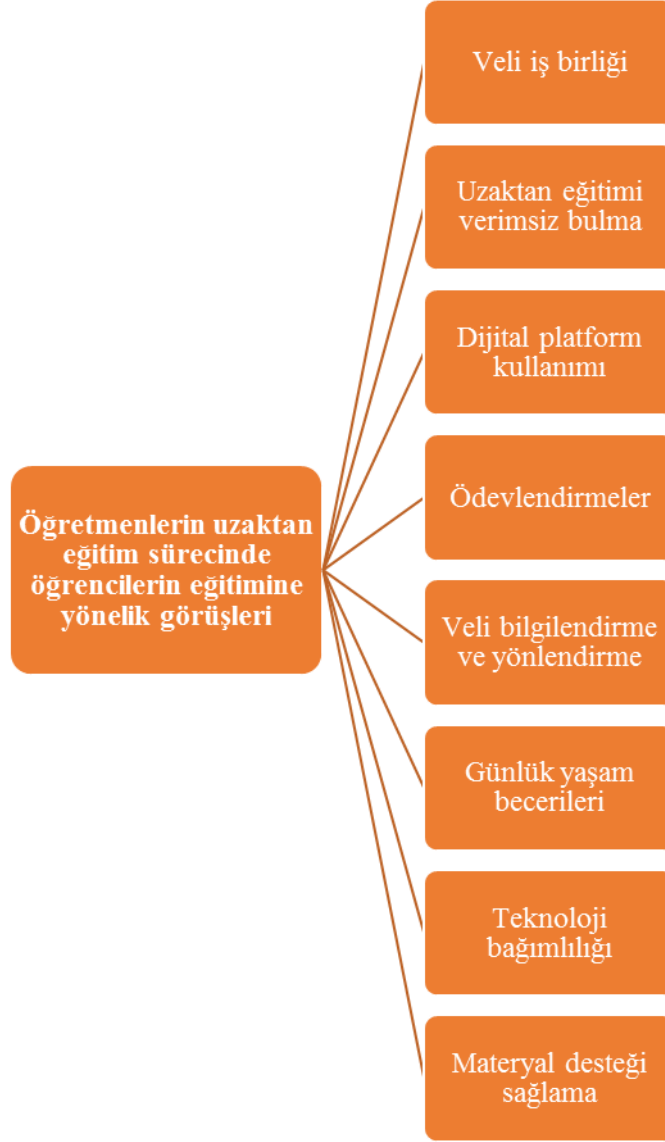 Veli iş birliği
Uzaktan eğitimi
verimsiz bulma
Dijital platform
kullanımı
Ödevlendirmeler
Öğretmenlerin uzaktan
eğitim sürecinde
öğrencilerin eğitimine
yönelik görüşleri
Veli bilgilendirme
ve yönlendirme
Günlük yaşam
becerileri
Teknoloji
bağımlılığı
Materyal desteği
sağlama